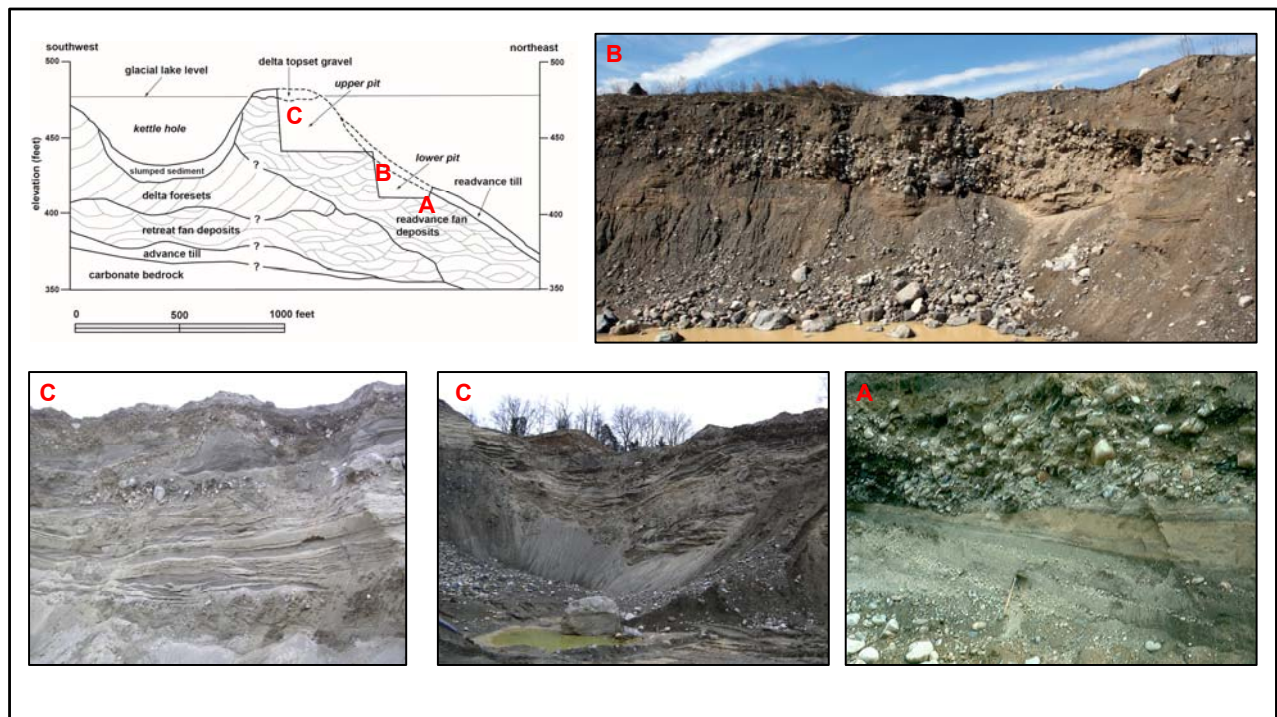 southwest
northeast
500
500
glacial lake level
delta topset gravel
upper pit
C
kettle hole
450
450
B
lower pit
slumped sediment
?
readvance till
delta foresets
A
400
400
readvance fan
deposits
?
retreat fan deposits
advance till
?
?
carbonate bedrock
350
350
elevation (feet)
0
500
1000 feet
B
C
C
A